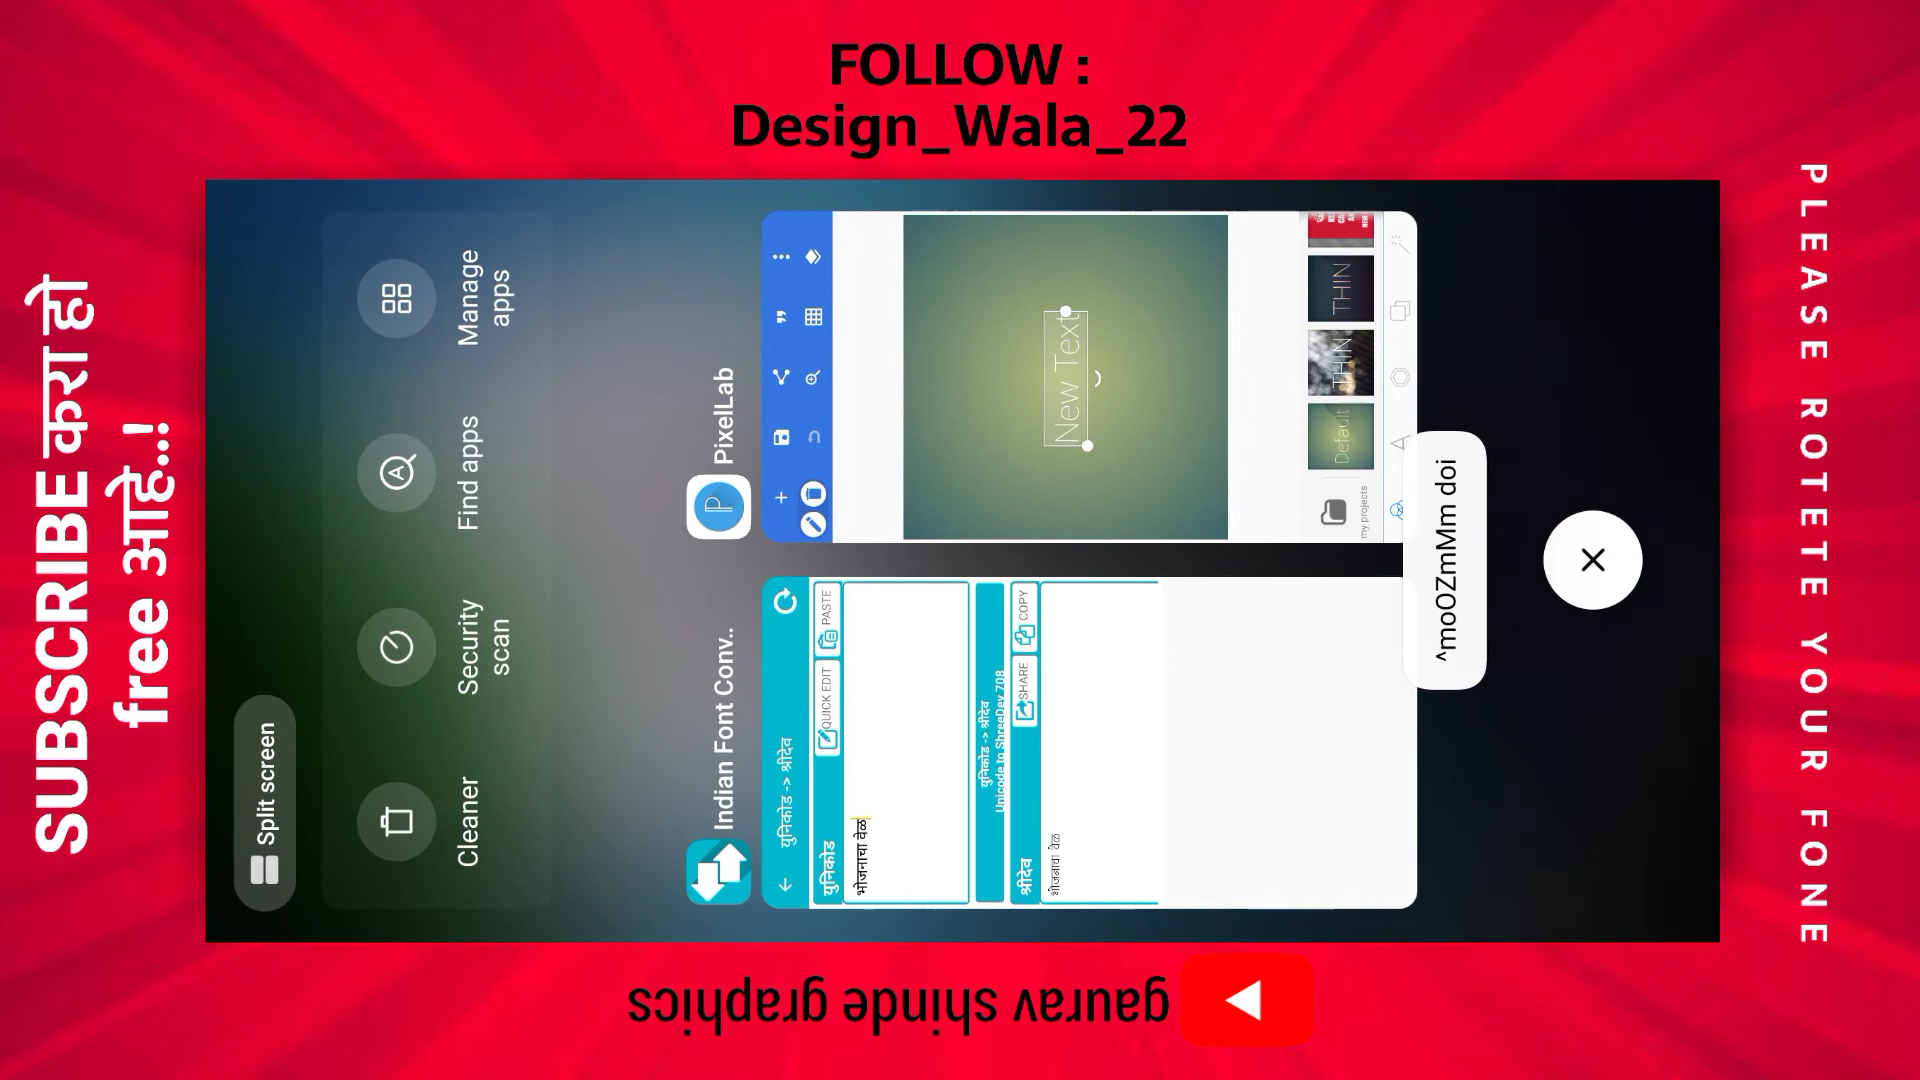 FOLLOW :
Design_Wala_22
SUBSCRIBE करा हो
free आहे..!
PLEASE ROTETE YOUR FONE
gaurav shinde graphics
Split screen
Cleaner
Security
scan
Find apps
Manage
apps
Indian Font Conv..
युनिकोड -> श्रीदेव
युनिकोड
QUICK EDIT
PASTE
भोजनाचा वेळ
युनिकोड -> श्रीदेव
Unicode to ShreeDev 708
श्रीदेव
SHARE
COPY
भोजनाचा वेळ
PixelLab
New Text
my projects
Default
THIN
THIN
^moOZmMm doi